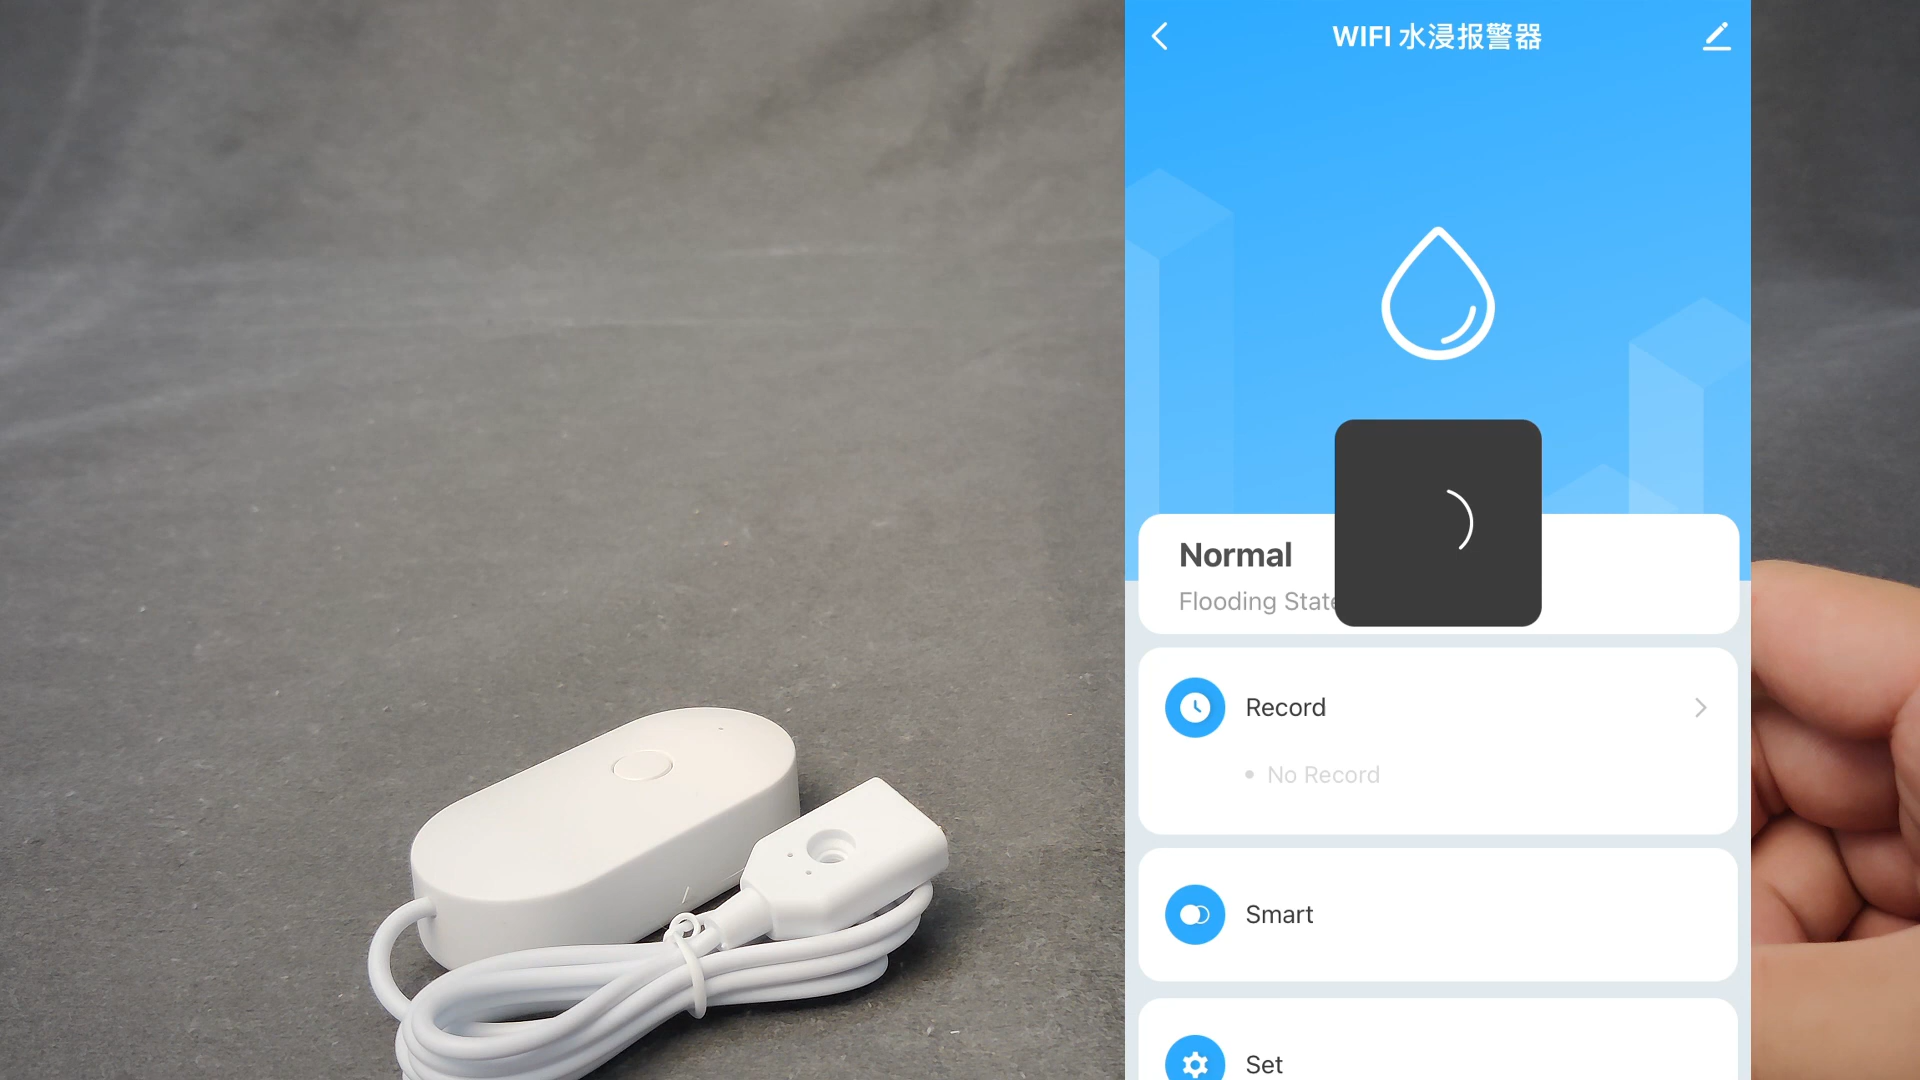 WIFI 水浸报警器
Normal
Flooding State
Record
No Record
Smart
Set